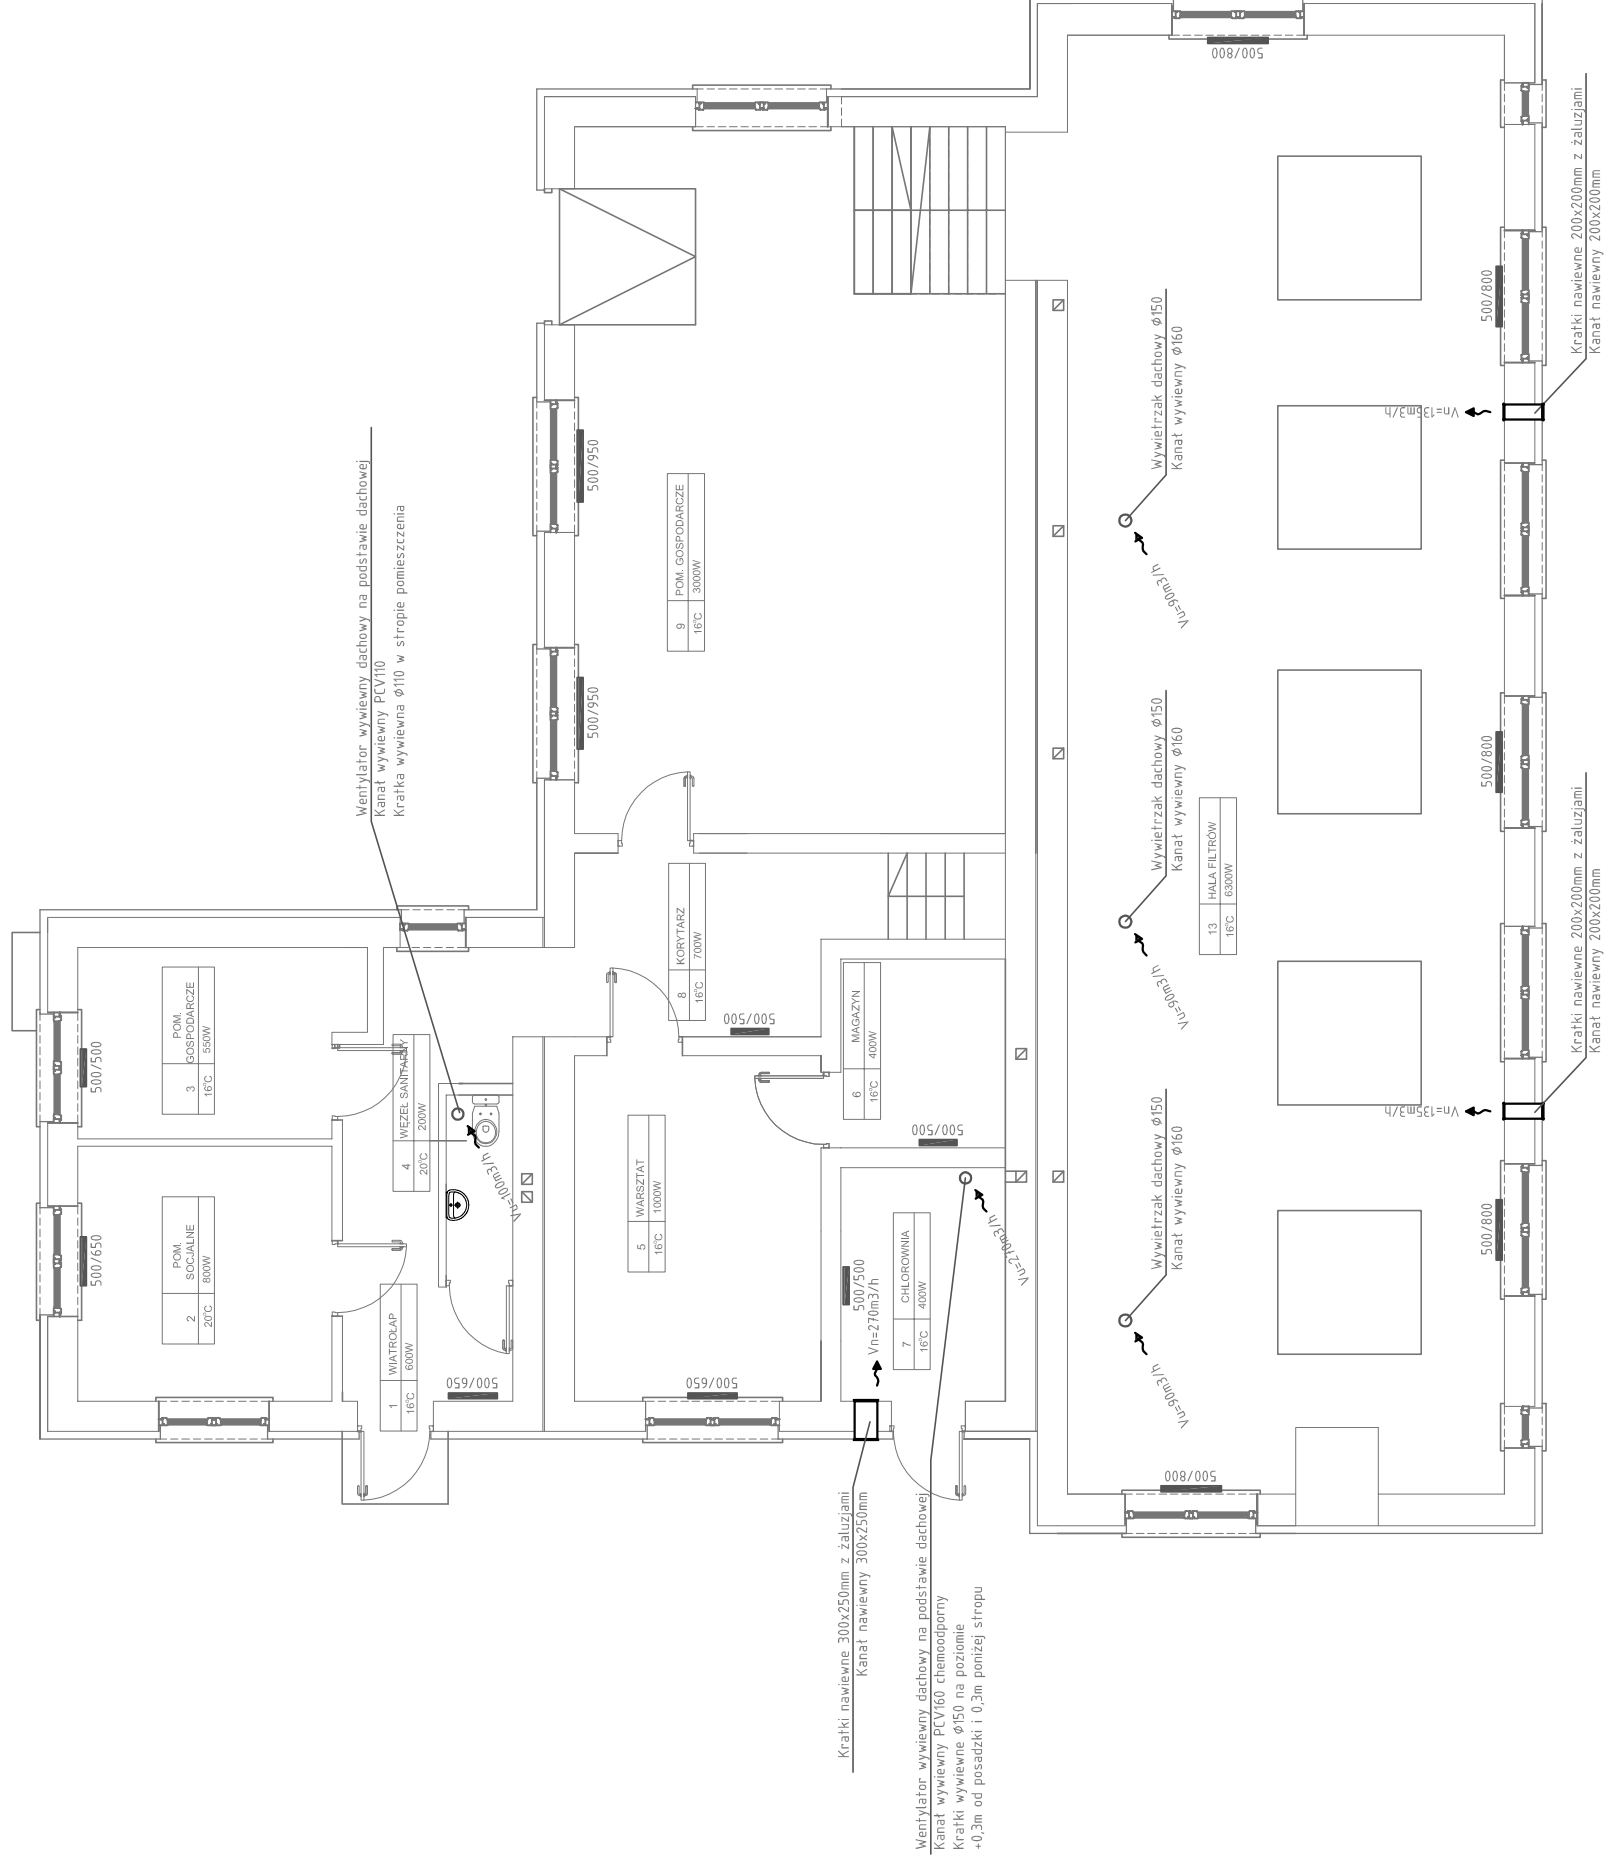 Wentylator wywiewny dachowy na podstawie dachowej
Kanał wywiewny PCV110
Kratka wywiewna ø110 w stropie pomieszczenia
500/500
500/650
3
POM.
GOSPODARCZE
16°C
550W
2
POM.
SOCJALNE
20°C
800W
4
WĘZEŁ SANITARNY
20°C
200W
1
WIATROŁAP
16°C
600W
Vu=100m3/h
500/650
500/950
500/950
9
POM. GOSPODARCZE
16°C
3000W
8
KORYTARZ
16°C
700W
5
WARSZTAT
16°C
1000W
500/650
500/500
6
MAGAZYN
16°C
400W
500/500
500/500
Vn=270m3/h
7
CHLOROWNIA
16°C
400W
Vu=270m3/h
Kratki nawiewne 300x250mm z żaluzjami
Kanał nawiewny 300x250mm
Wentylator wywiewny dachowy na podstawie dachowej
Kanał wywiewny PCV160 chemoodporny
Kratki wywiewne ø150 na poziomie
+0,3m od posadzki i 0,3m poniżej stropu
Wywietrzak dachowy ø150
Kanał wywiewny ø160
Vu=90m3/h
Wywietrzak dachowy ø150
Kanał wywiewny ø160
Vu=90m3/h
Wywietrzak dachowy ø150
Kanał wywiewny ø160
Vu=90m3/h
13
HALA FILTRÓW
16°C
6300W
500/800
500/800
500/800
500/800
500/800
Vn=135m3/h
Vn=135m3/h
Kratki nawiewne 200x200mm z żaluzjami
Kanał nawiewny 200x200mm
Kratki nawiewne 200x200mm z żaluzjami
Kanał nawiewny 200x200mm